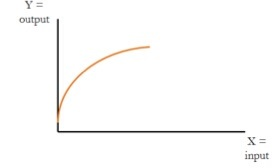 Y =
output
X =
input